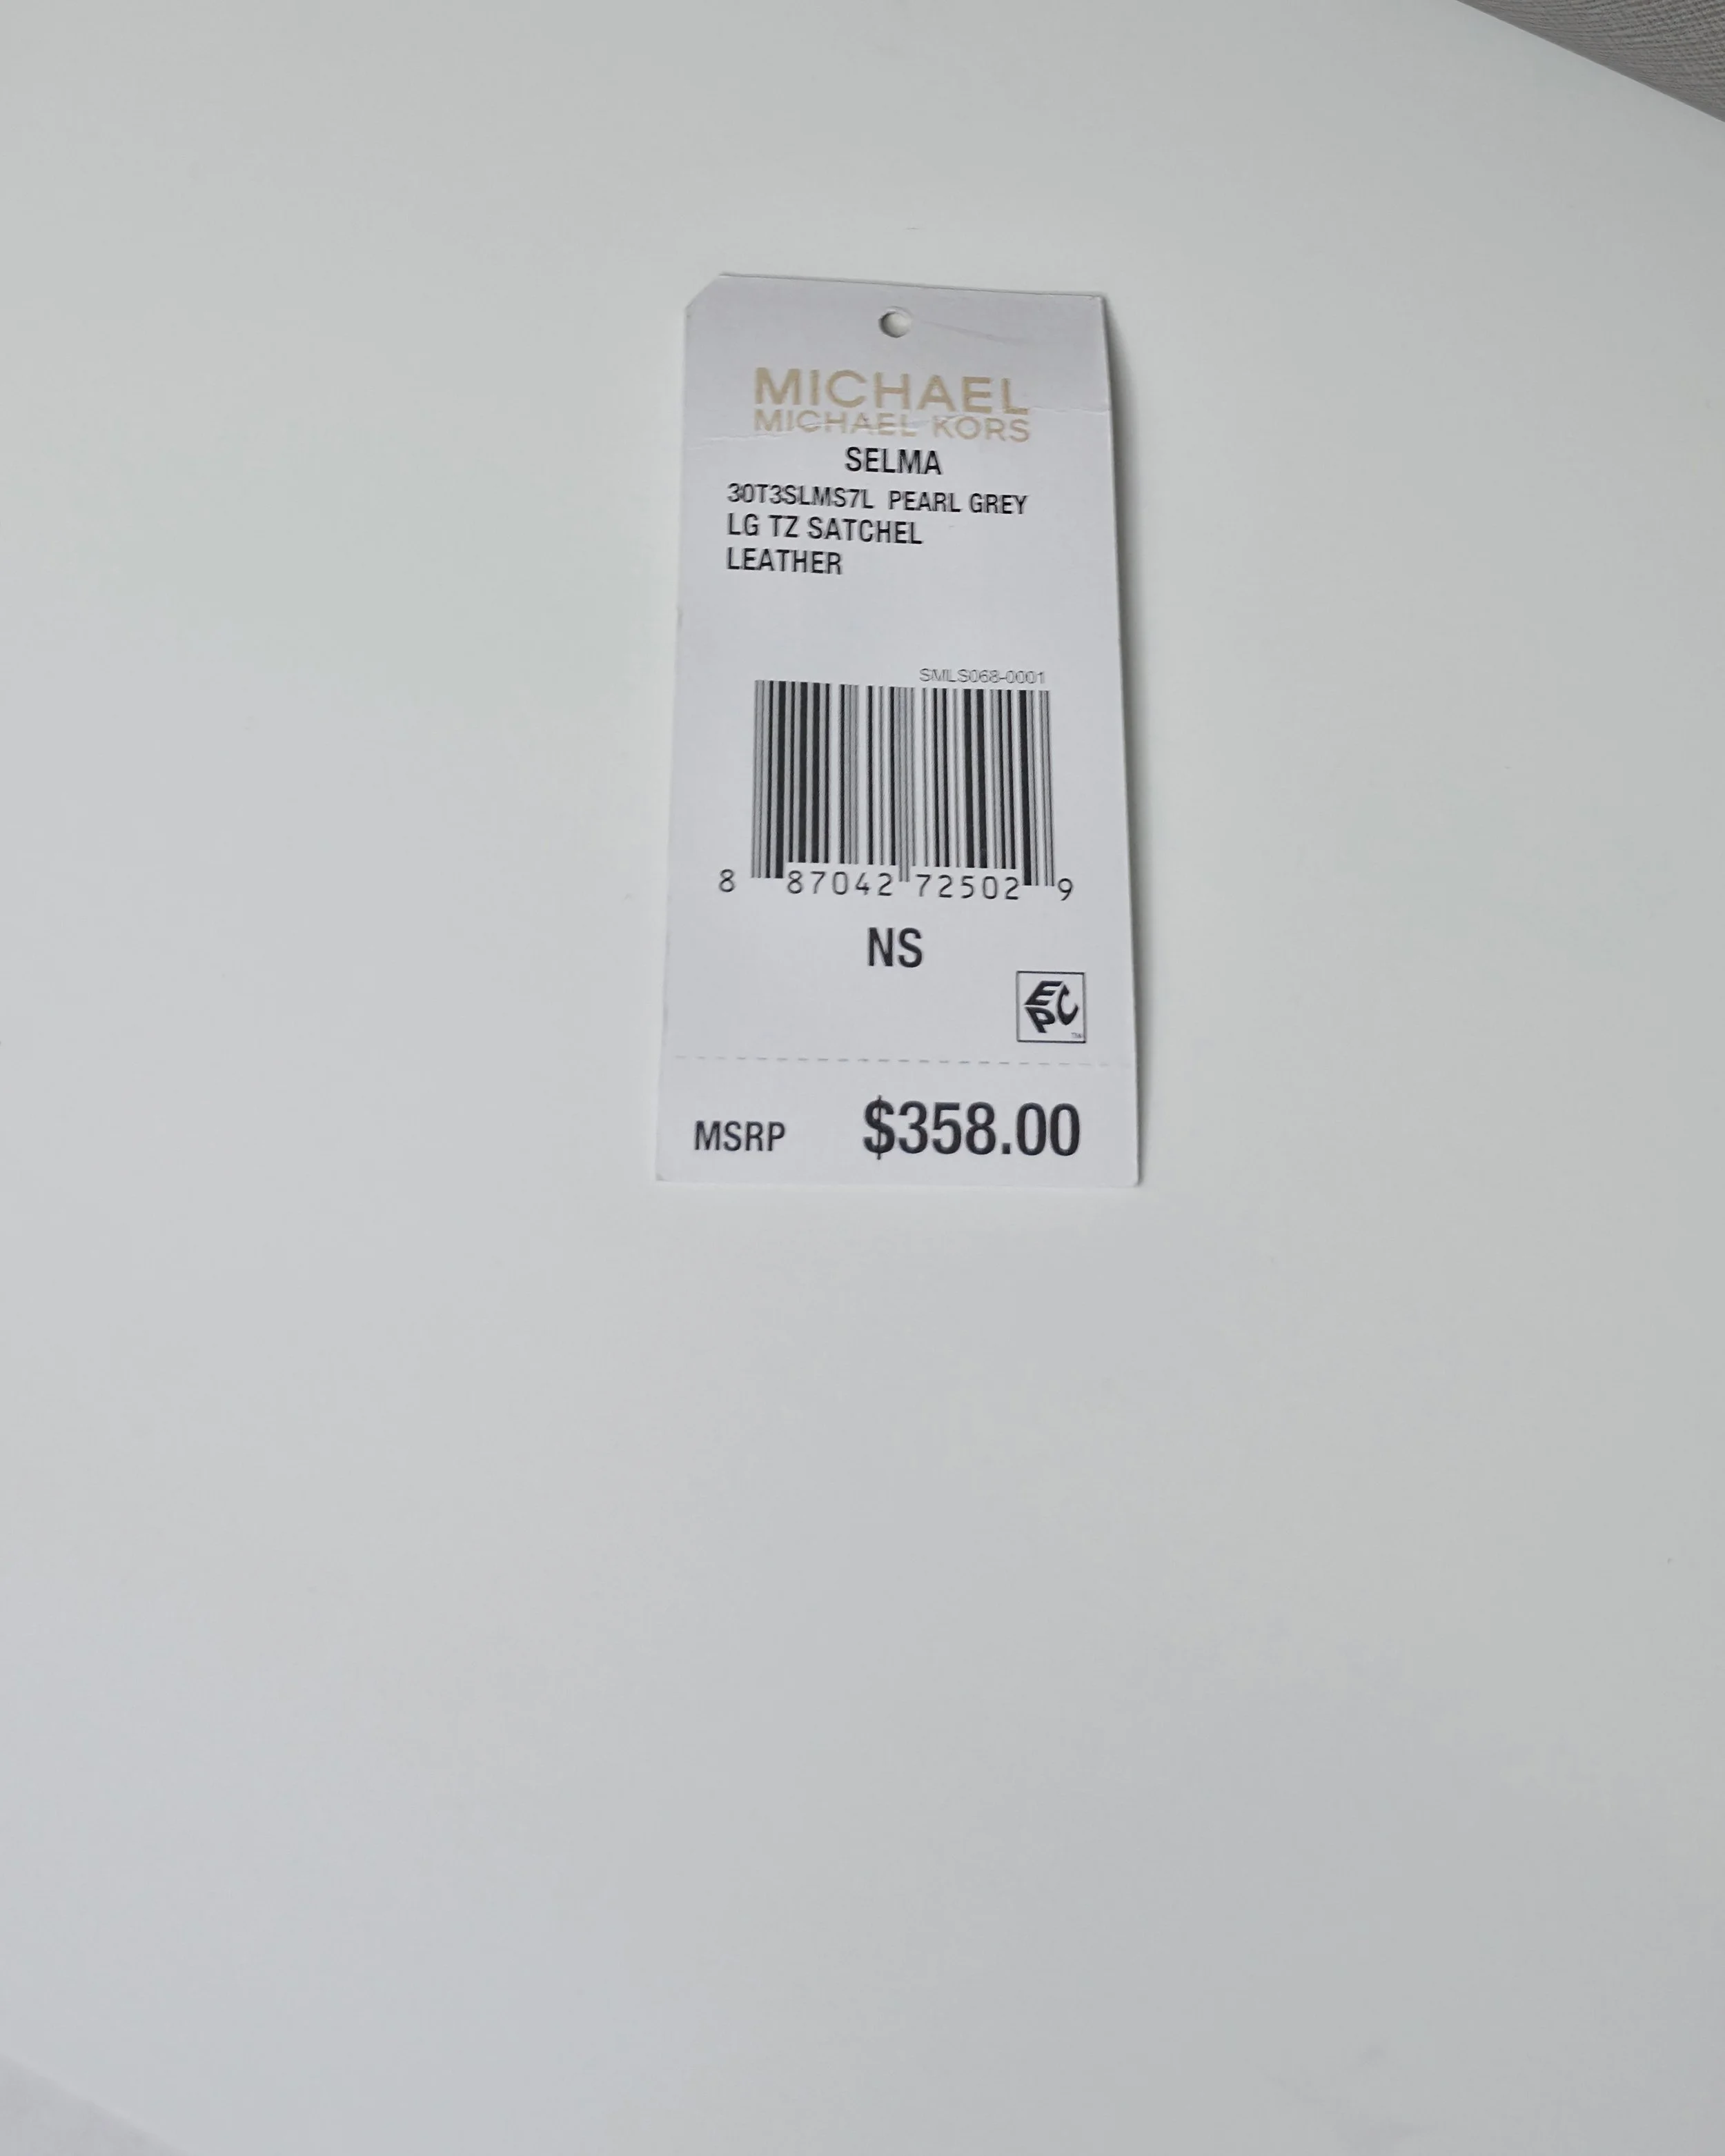 MICHAEL
MICHAEL KORS
SELMA
30T3SLMS7L PEARL GREY
LG TZ SATCHEL
LEATHER
SMLS068-0001
8 87042 72502 9
NS
EPC
TM
MSRP $358.00